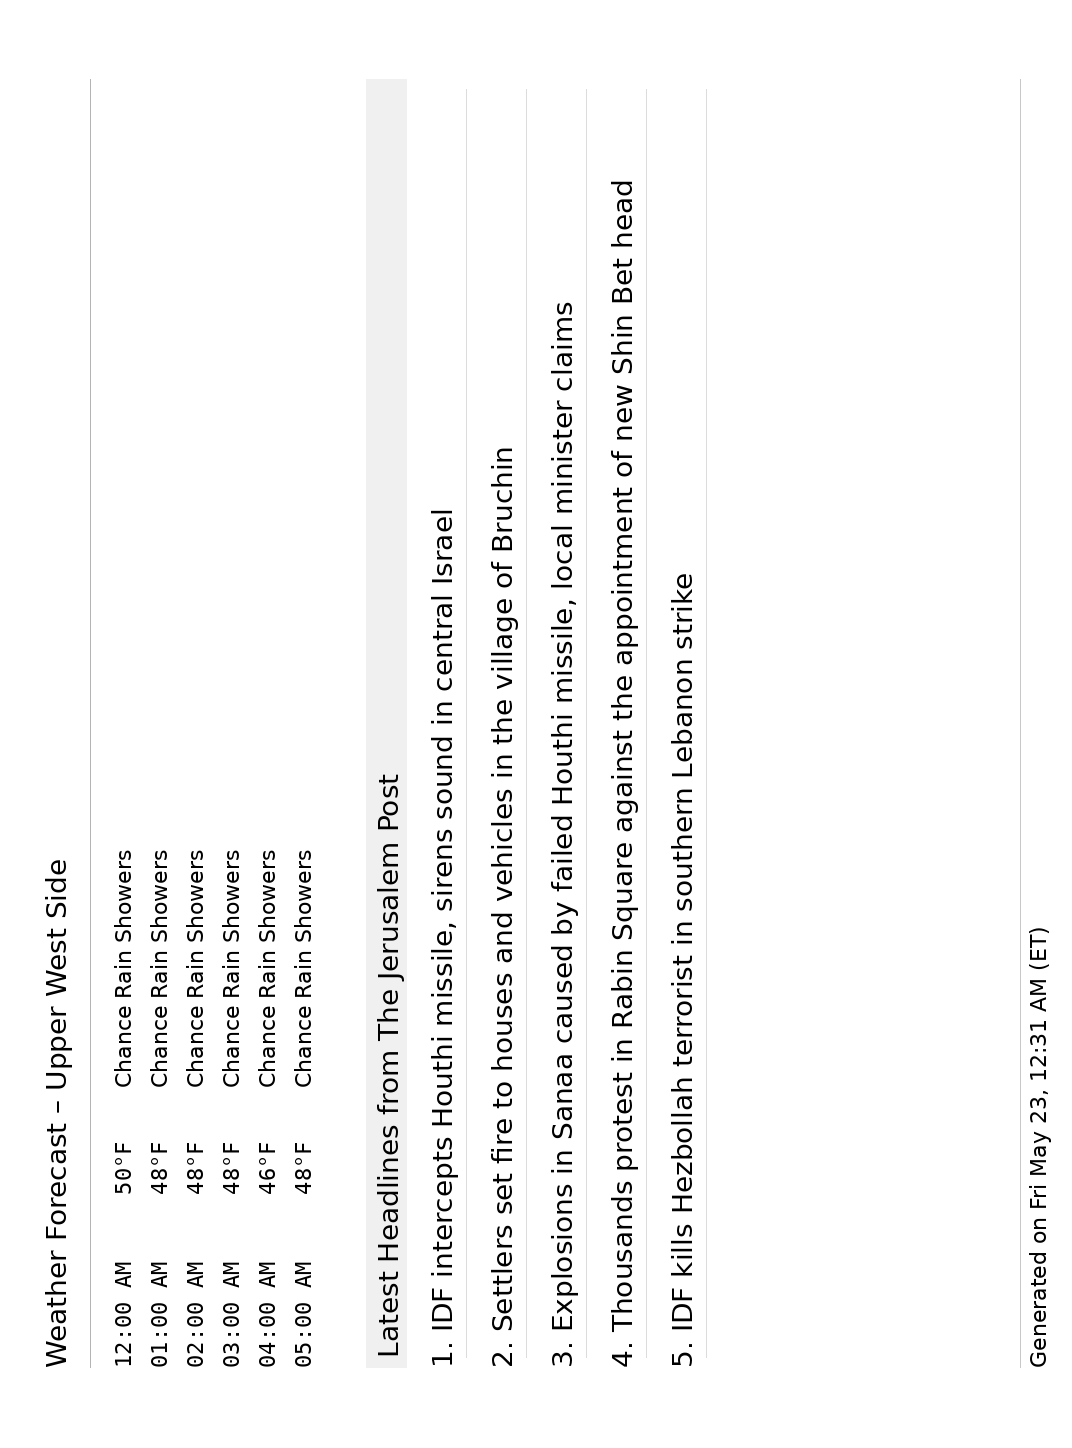 Weather Forecast – Upper West Side
12:00 AM 50°F Chance Rain Showers
01:00 AM 48°F Chance Rain Showers
02:00 AM 48°F Chance Rain Showers
03:00 AM 48°F Chance Rain Showers
04:00 AM 46°F Chance Rain Showers
05:00 AM 48°F Chance Rain Showers
Latest Headlines from The Jerusalem Post
1. IDF intercepts Houthi missile, sirens sound in central Israel
2. Settlers set fire to houses and vehicles in the village of Bruchin
3. Explosions in Sanaa caused by failed Houthi missile, local minister claims
4. Thousands protest in Rabin Square against the appointment of new Shin Bet head
5. IDF kills Hezbollah terrorist in southern Lebanon strike
Generated on Fri May 23, 12:31 AM (ET)